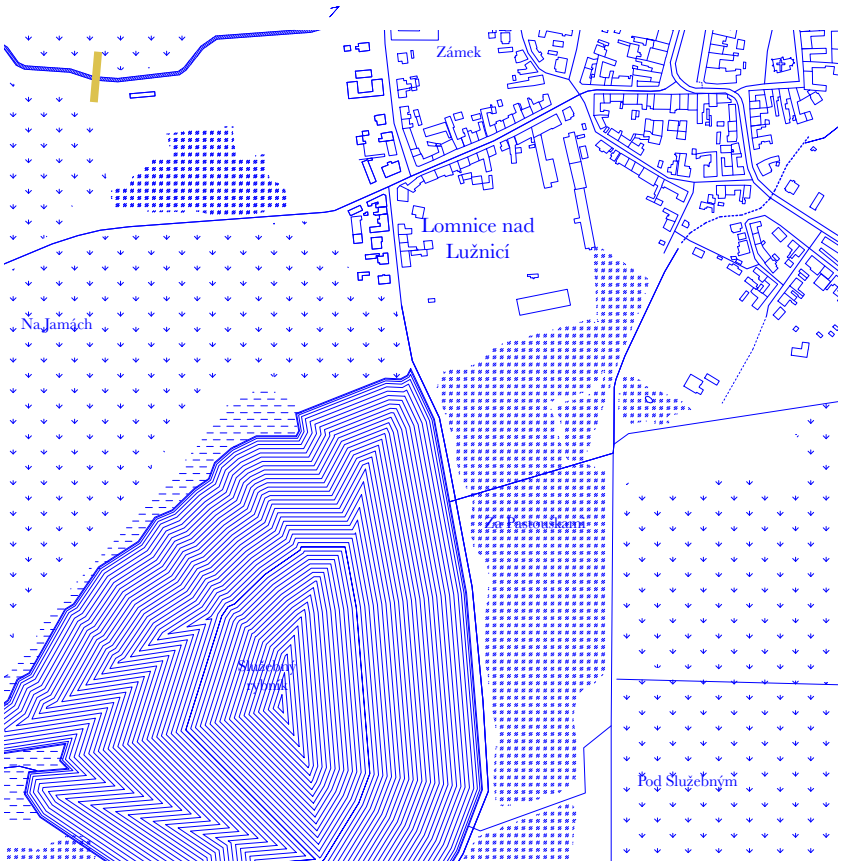 Zámek
Lomnice nad
Lužnicí
Na Jamách
Za Pastouškami
Služebný
rybník
Pod Služebným